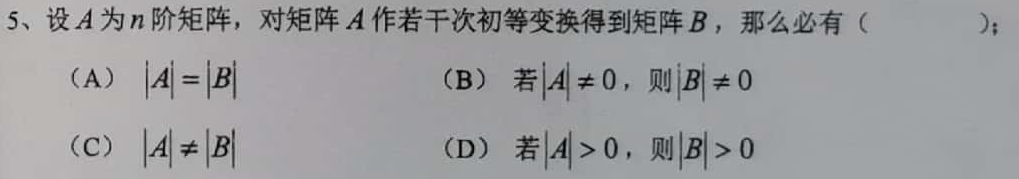 5、设A为n阶矩阵，对矩阵A作若干次初等变换得到矩阵B，那么必有（ ）；
（A） |A|=|B| （B） 若|A|≠0，则|B|≠0
（C） |A|≠|B| （D） 若|A|>0，则|B|>0